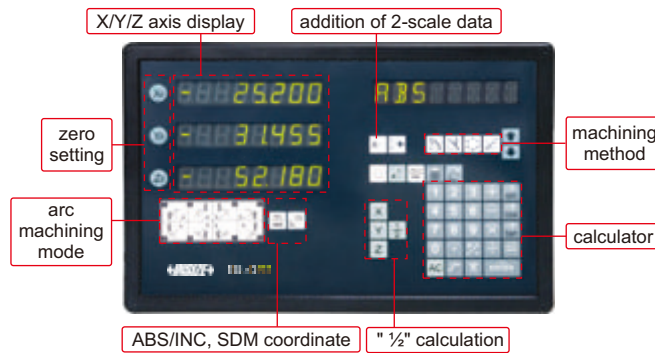 X/Y/Z axis display
addition of 2-scale data
- 25.200
ABS
- 31.455
- 52.180
zero
setting
machining
method
arc
machining
mode
X
Y
Z
AC
calculator
ABS/INC, SDM coordinate
" ½" calculation